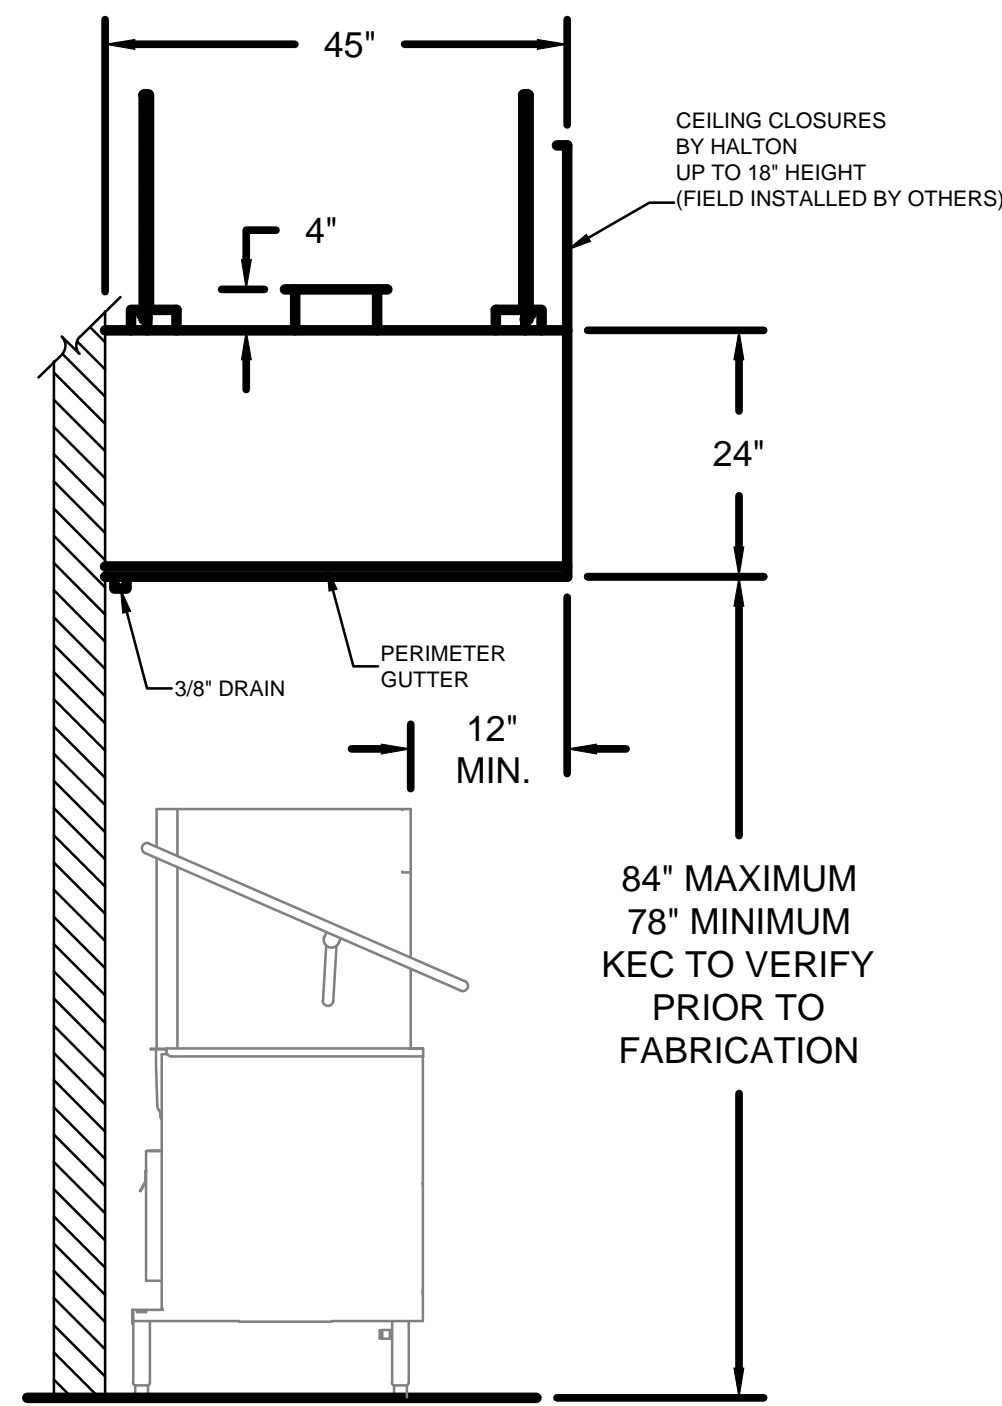 45"
CEILING CLOSURES
BY HALTON
UP TO 18" HEIGHT
(FIELD INSTALLED BY OTHERS)
4"
24"
PERIMETER
GUTTER
3/8" DRAIN
12"
MIN.
84" MAXIMUM
78" MINIMUM
KEC TO VERIFY
PRIOR TO
FABRICATION